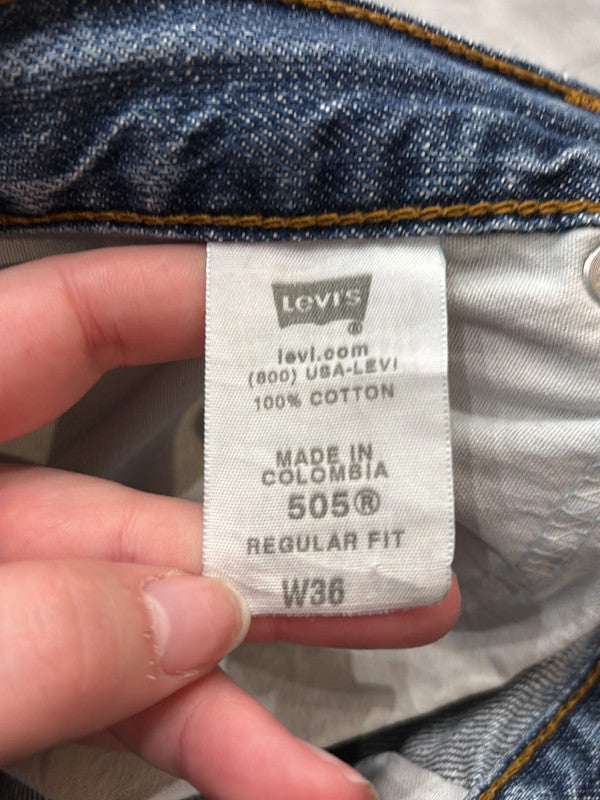 LEVI'S
®
levi.com
(800) USA-LEVI
100% COTTON
MADE IN
COLOMBIA
505®
REGULAR FIT
W36